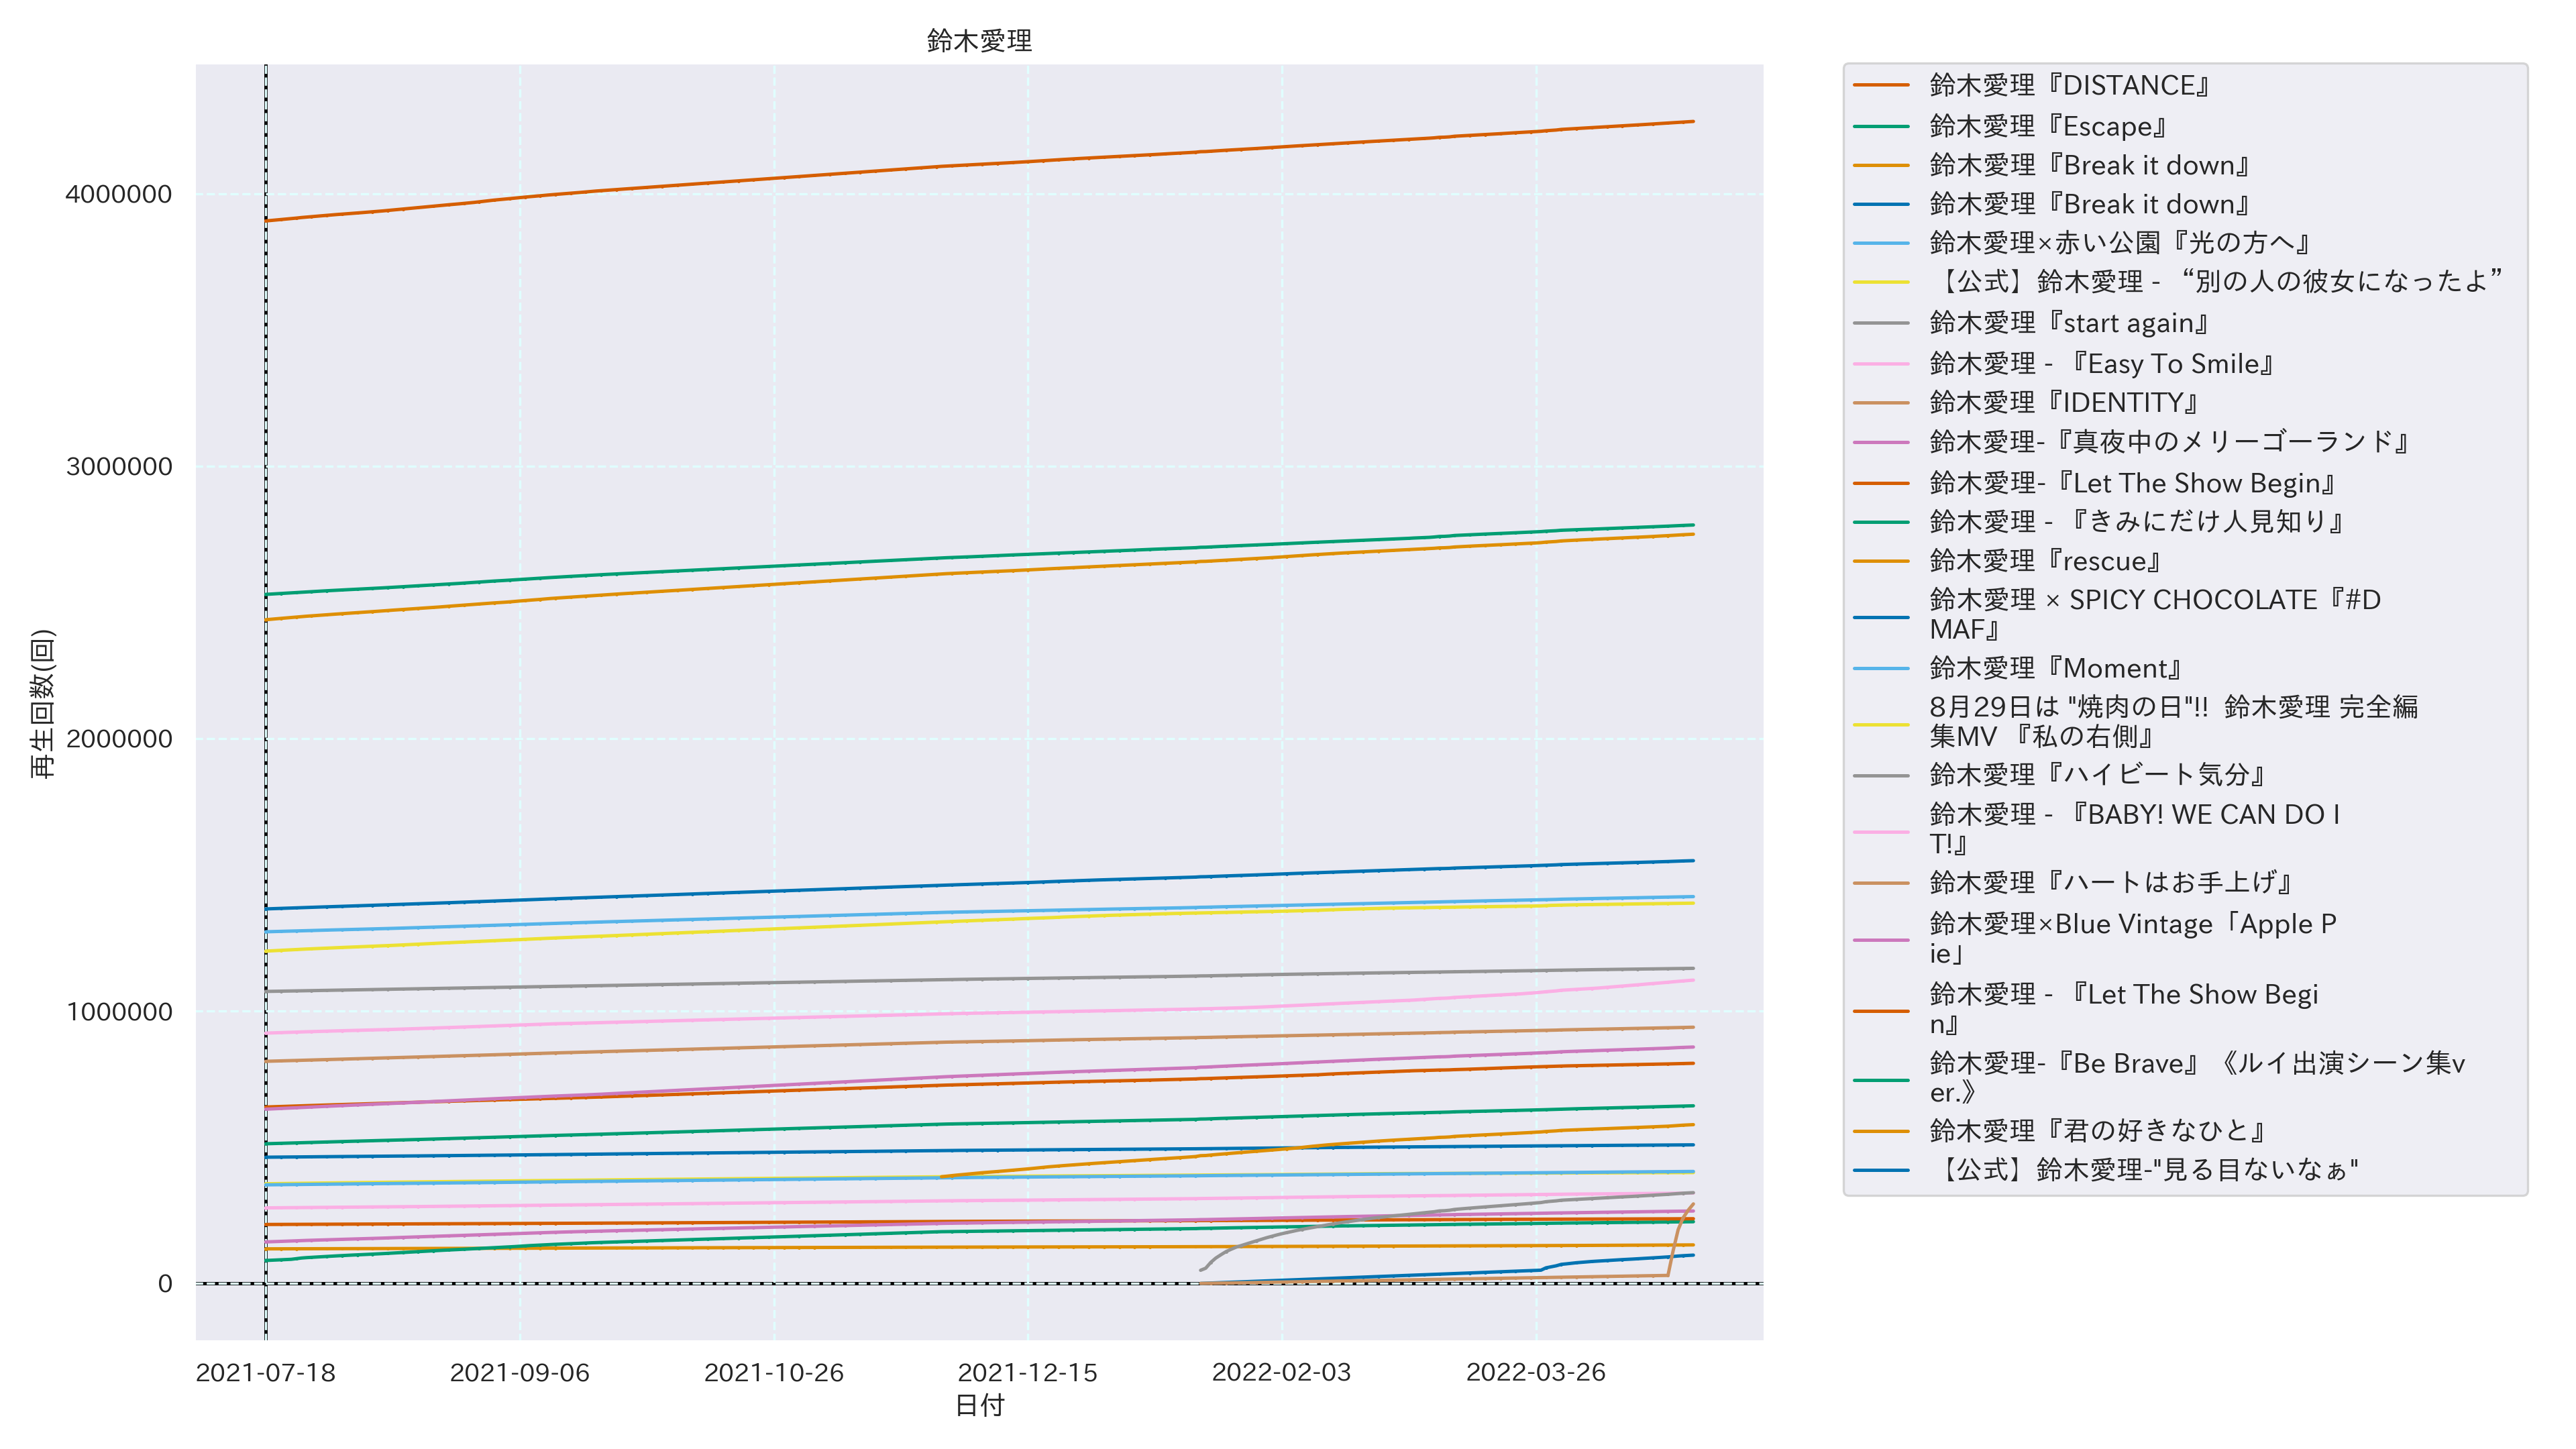 鈴木愛理
再生回数(回)
4000000
3000000
2000000
1000000
0
2021-07-18
2021-09-06
2021-10-26
2021-12-15
2022-02-03
2022-03-26
日付
鈴木愛理『DISTANCE』
鈴木愛理『Escape』
鈴木愛理『Break it down』
鈴木愛理『Break it down』
鈴木愛理×赤い公園『光の方へ』
【公式】鈴木愛理 - “別の人の彼女になったよ”
鈴木愛理『start again』
鈴木愛理 - 『Easy To Smile』
鈴木愛理『IDENTITY』
鈴木愛理-『真夜中のメリーゴーランド』
鈴木愛理-『Let The Show Begin』
鈴木愛理 - 『きみにだけ人見知り』
鈴木愛理『rescue』
鈴木愛理 × SPICY CHOCOLATE『#D
MAF』
鈴木愛理『Moment』
8月29日は "焼肉の日"!! 鈴木愛理 完全編
集MV 『私の右側』
鈴木愛理『ハイビート気分』
鈴木愛理 - 『BABY! WE CAN DO I
T!』
鈴木愛理『ハートはお手上げ』
鈴木愛理×Blue Vintage「Apple P
ie」
鈴木愛理 - 『Let The Show Begi
n』
鈴木愛理-『Be Brave』《ルイ出演シーン集v
er.》
鈴木愛理『君の好きなひと』
【公式】鈴木愛理-"見る目ないなぁ"